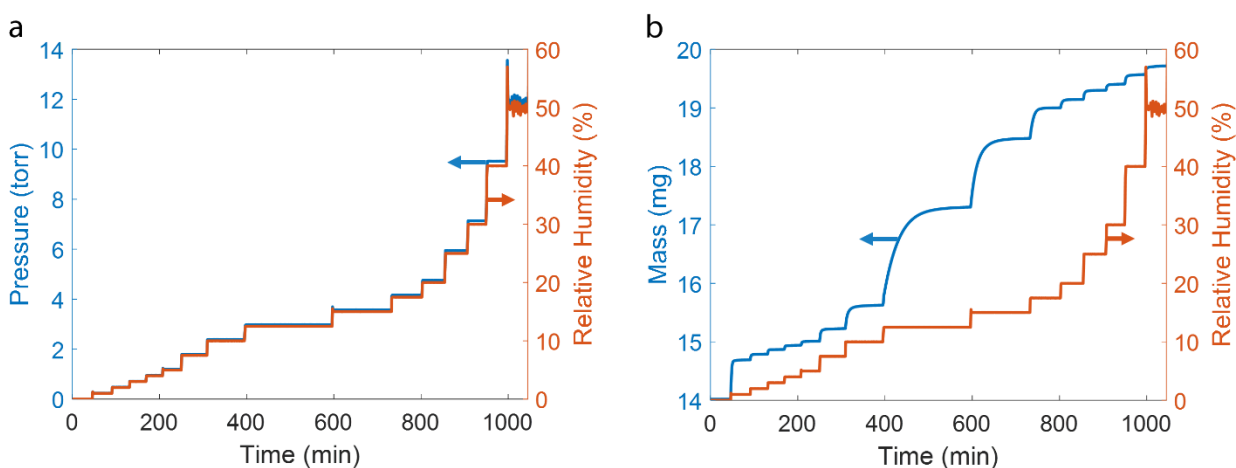 a
14
12
10
8
6
4
2
0
Pressure (torr)
60
50
40
30
20
10
0
Relative Humidity (%)
0 200 400 600 800 1000
Time (min)
b
20
19
18
17
16
15
14
Mass (mg)
60
50
40
30
20
10
0
Relative Humidity (%)
0 200 400 600 800 1000
Time (min)